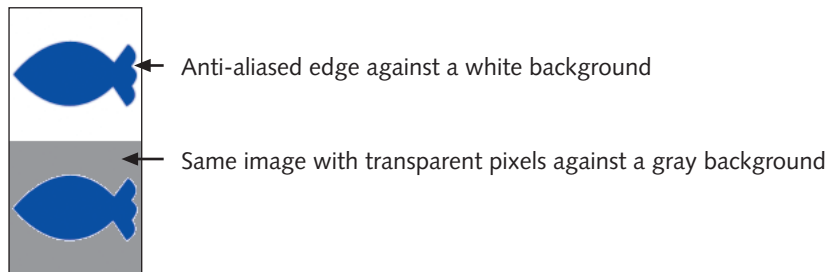 Anti-aliased edge against a white background
Same image with transparent pixels against a gray background